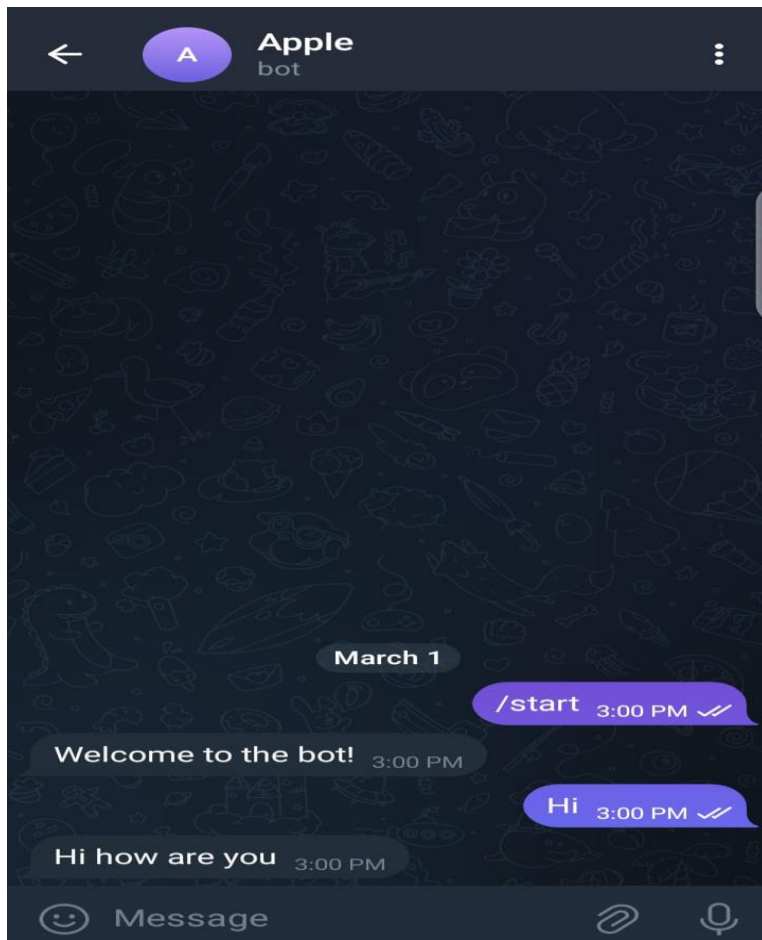 A
Apple
bot
March 1
/start 3:00 PM
Welcome to the bot! 3:00 PM
Hi 3:00 PM
Hi how are you 3:00 PM
Message